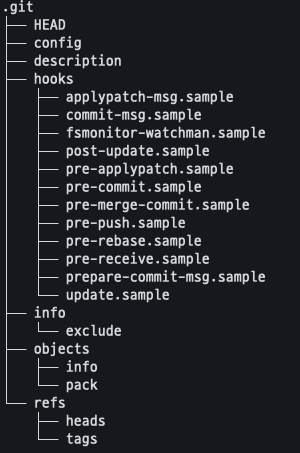 .git
├── HEAD
├── config
├── description
├── hooks
│   ├── applypatch-msg.sample
│   ├── commit-msg.sample
│   ├── fsmonitor-watchman.sample
│   ├── post-update.sample
│   ├── pre-applypatch.sample
│   ├── pre-commit.sample
│   ├── pre-merge-commit.sample
│   ├── pre-push.sample
│   ├── pre-rebase.sample
│   ├── pre-receive.sample
│   ├── prepare-commit-msg.sample
│   └── update.sample
├── info
│   └── exclude
├── objects
│   ├── info
│   └── pack
└── refs
    ├── heads
    └── tags